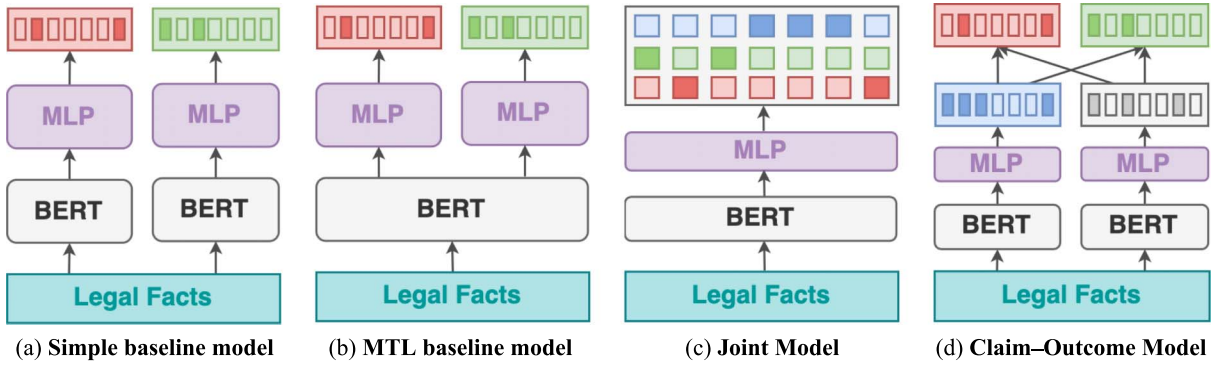 MLP
MLP
BERT
BERT
Legal Facts
(a) Simple baseline model
MLP
MLP
BERT
Legal Facts
(b) MTL baseline model
MLP
BERT
Legal Facts
(c) Joint Model
MLP
MLP
BERT
BERT
Legal Facts
(d) Claim–Outcome Model